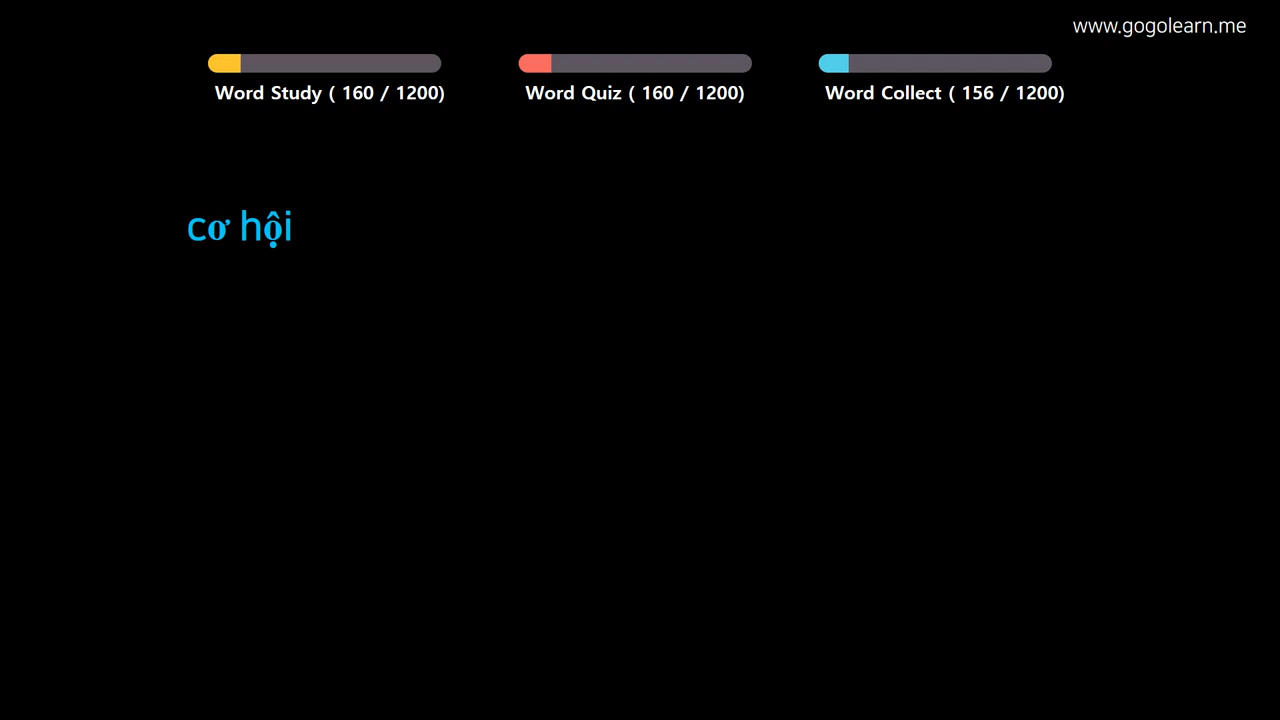 www.gogolearn.me
Word Study ( 160 / 1200)
Word Quiz ( 160 / 1200)
Word Collect ( 156 / 1200)
cơ hội